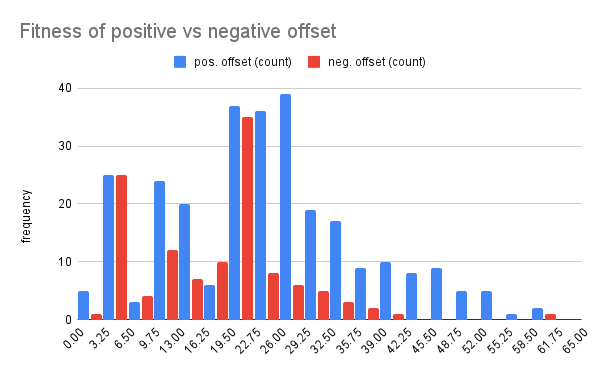 Fitness of positive vs negative offset
pos. offset (count) neg. offset (count)
frequency
40
30
20
10
0
0.00 3.25 6.50 9.75 13.00 16.25 19.50 22.75 26.00 29.25 32.50 35.75 39.00 42.25 45.50 48.75 52.00 55.25 58.50 61.75 65.00